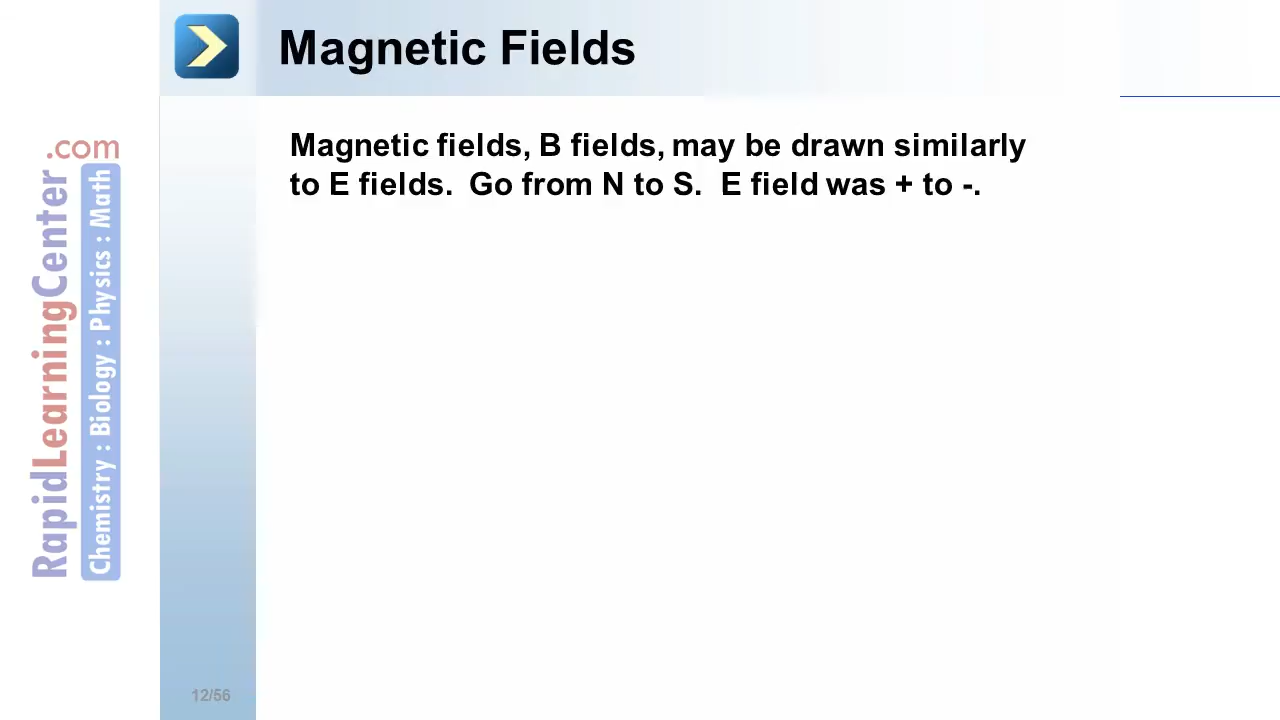 Magnetic Fields
Magnetic fields, B fields, may be drawn similarly
to E fields.  Go from N to S.  E field was + to -.
RapidLearningCenter
.com
Chemistry : Biology : Physics : Math
12/56